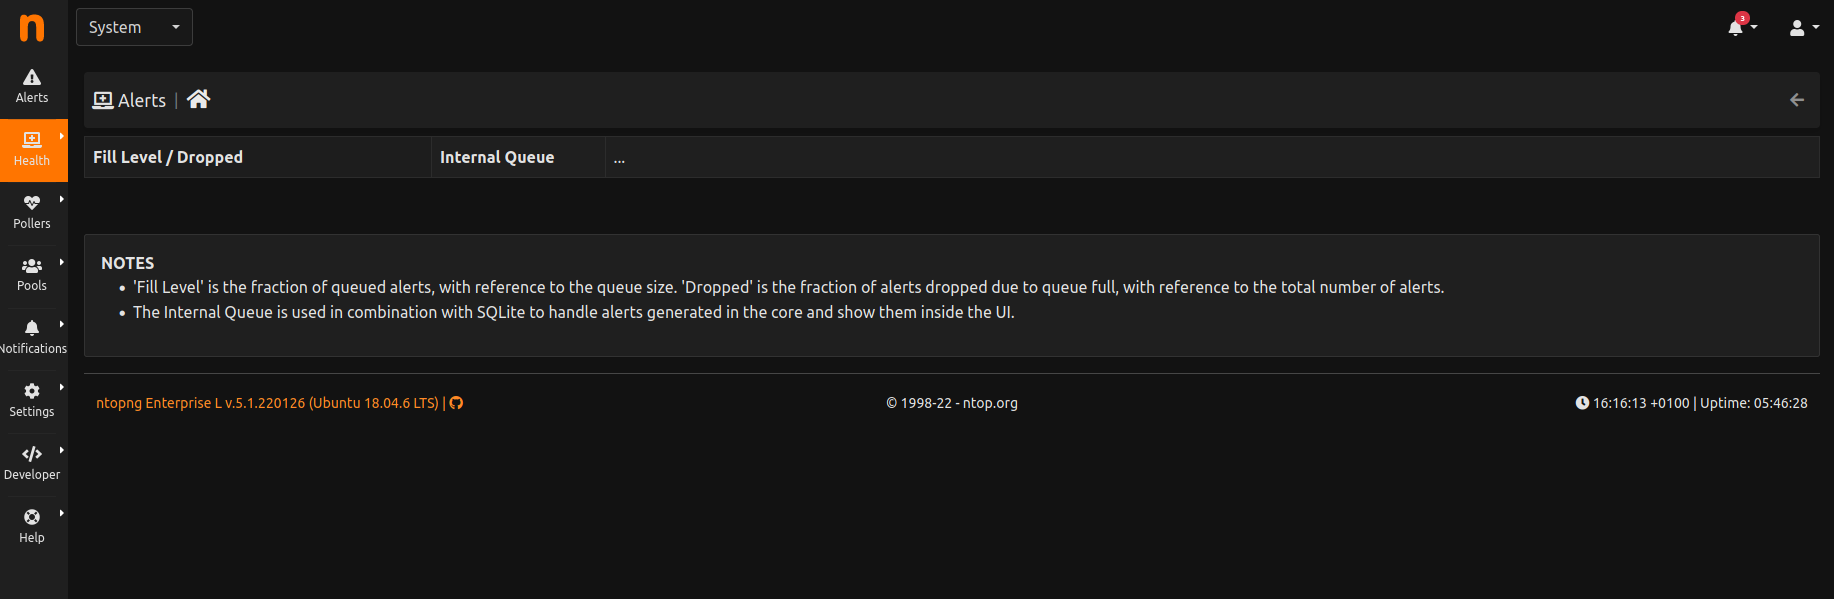 n
System
3
Alerts
Health
Pollers
Pools
Notifications
Settings
Developer
Help
Alerts |
Fill Level / Dropped
Internal Queue
...
NOTES
• 'Fill Level' is the fraction of queued alerts, with reference to the queue size. 'Dropped' is the fraction of alerts dropped due to queue full, with reference to the total number of alerts.
• The Internal Queue is used in combination with SQLite to handle alerts generated in the core and show them inside the UI.
ntopng Enterprise L v.5.1.220126 (Ubuntu 18.04.6 LTS) |
© 1998-22 - ntop.org
16:16:13 +0100 | Uptime: 05:46:28